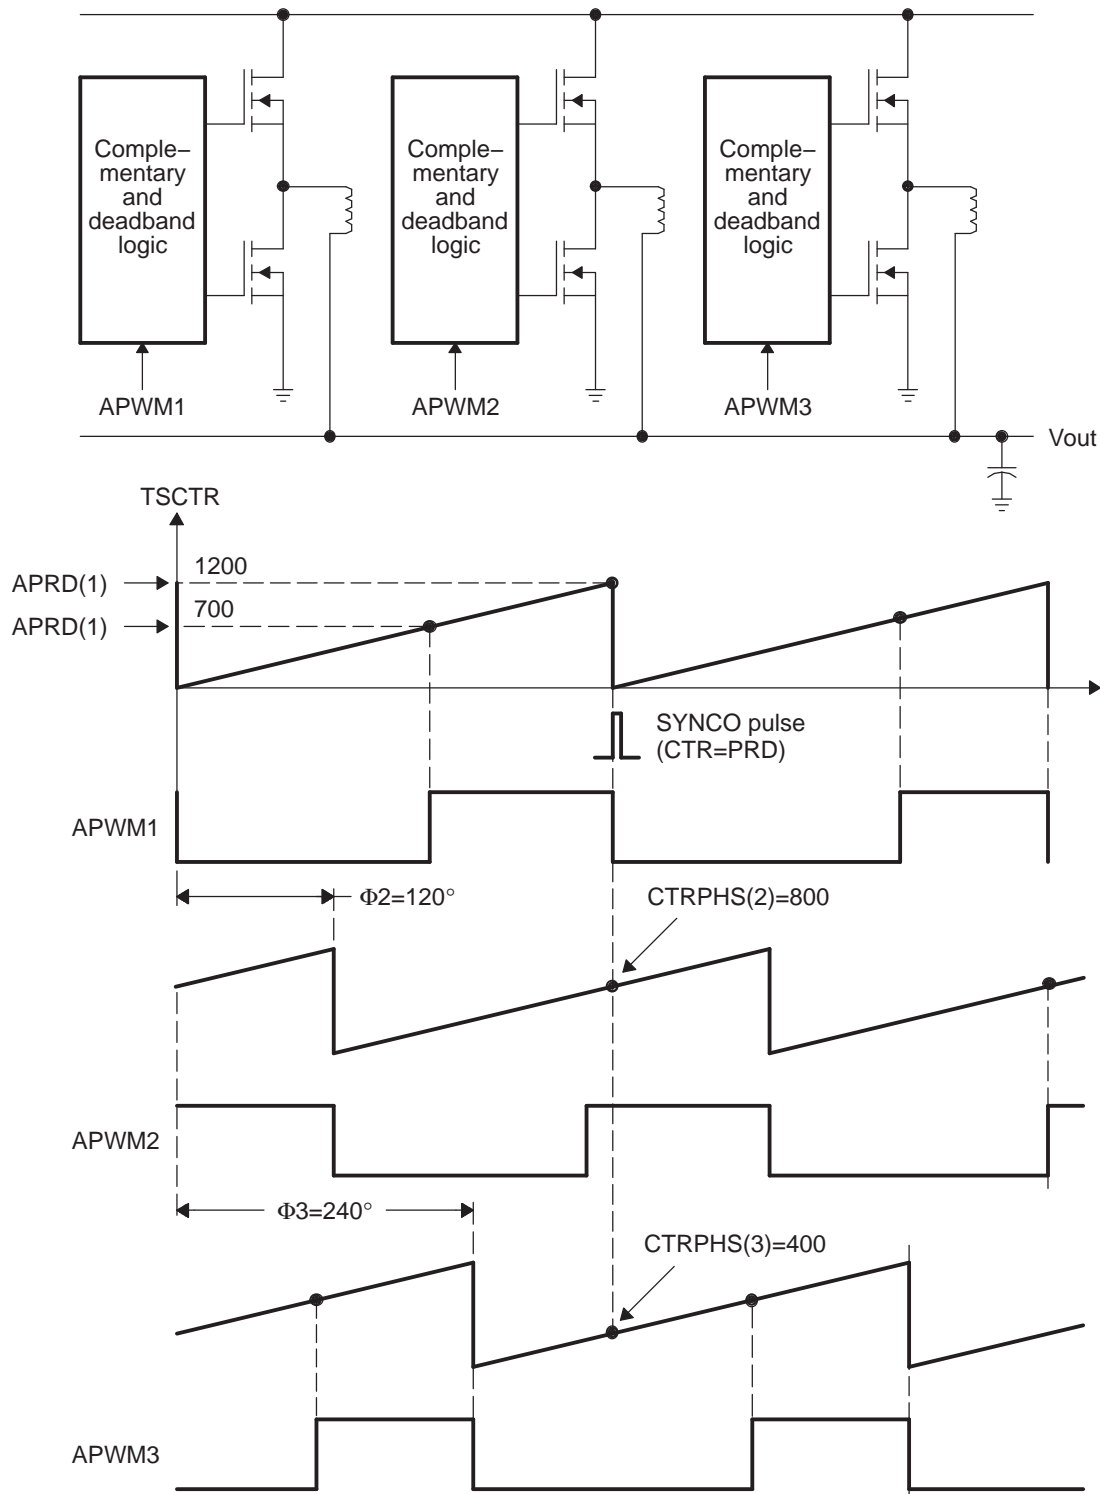 Comple−
mentary
and
deadband
logic
Comple−
mentary
and
deadband
logic
Comple−
mentary
and
deadband
logic
APWM1
APWM2
APWM3
Vout
TSCTR
APRD(1)
1200
APRD(1)
700
SYNCO pulse
(CTR=PRD)
APWM1
Φ2=120°
CTRPHS(2)=800
APWM2
Φ3=240°
CTRPHS(3)=400
APWM3